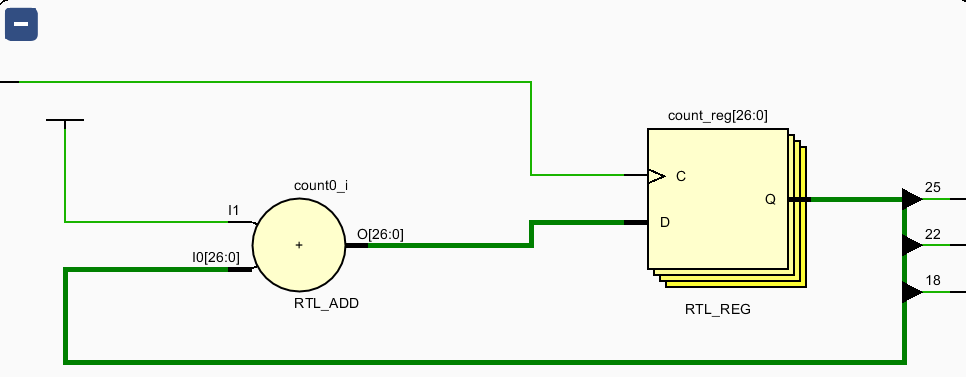 count_reg[26:0]
C
25
count0_i
Q
I1
D
O[26:0]
22
+
I0[26:0]
18
RTL_ADD
RTL_REG